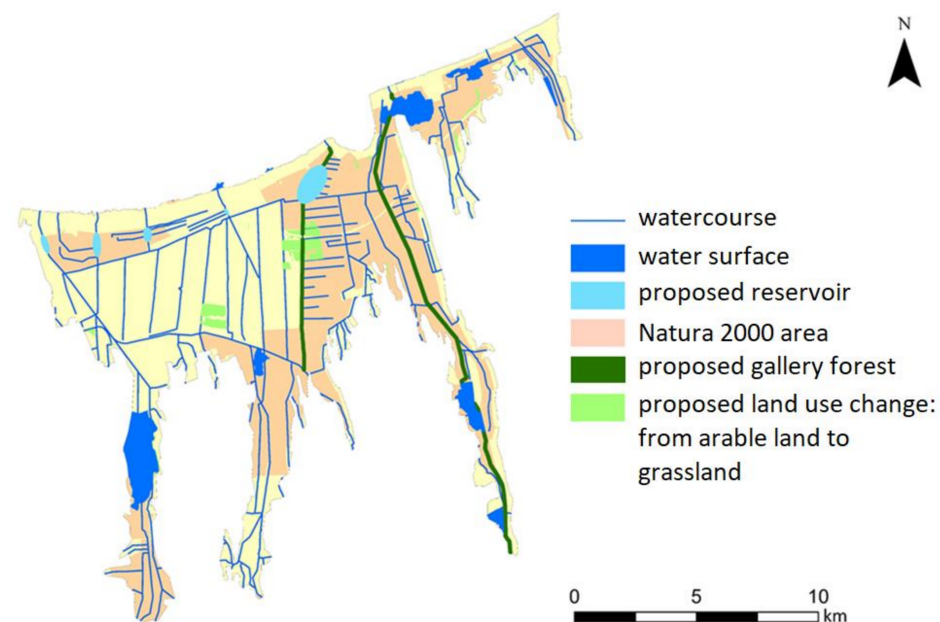 N
watercourse
water surface
proposed reservoir
Natura 2000 area
proposed gallery forest
proposed land use change:
from arable land to
grassland
0 5 10
km